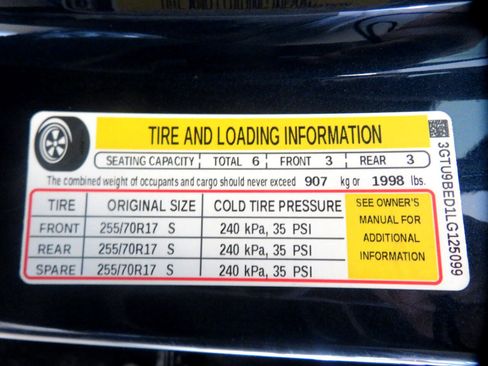 TIRE AND LOADING INFORMATION
SEATING CAPACITY TOTAL 6 FRONT 3 REAR 3
The combined weight of occupants and cargo should never exceed 907 kg or 1998 lbs.
TIRE ORIGINAL SIZE COLD TIRE PRESSURE
FRONT 255/70R17 S 240 kPa, 35 PSI
REAR 255/70R17 S 240 kPa, 35 PSI
SPARE 255/70R17 S 240 kPa, 35 PSI
SEE OWNER'S
MANUAL FOR
ADDITIONAL
INFORMATION
3GTU9BED1LG125099